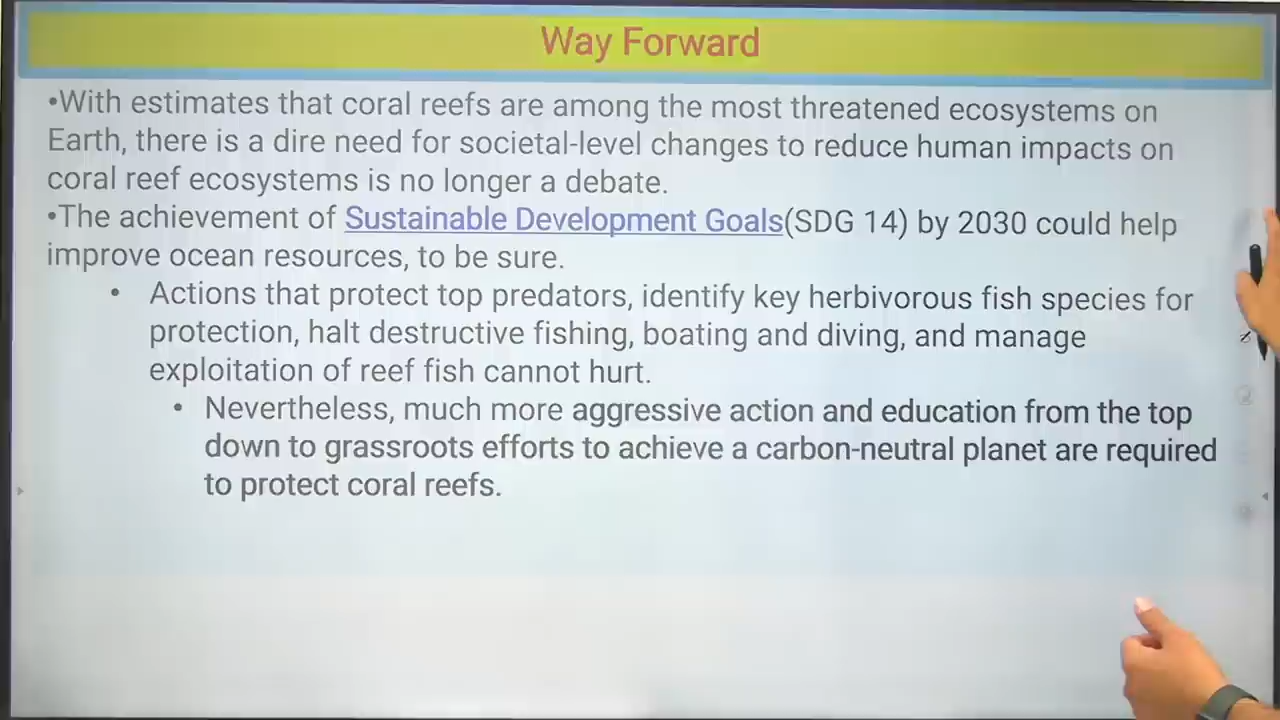 Way Forward
•With estimates that coral reefs are among the most threatened ecosystems on
Earth, there is a dire need for societal-level changes to reduce human impacts on
coral reef ecosystems is no longer a debate.
•The achievement of Sustainable Development Goals(SDG 14) by 2030 could help
improve ocean resources, to be sure.
• Actions that protect top predators, identify key herbivorous fish species for
protection, halt destructive fishing, boating and diving, and manage
exploitation of reef fish cannot hurt.
• Nevertheless, much more aggressive action and education from the top
down to grassroots efforts to achieve a carbon-neutral planet are required
to protect coral reefs.